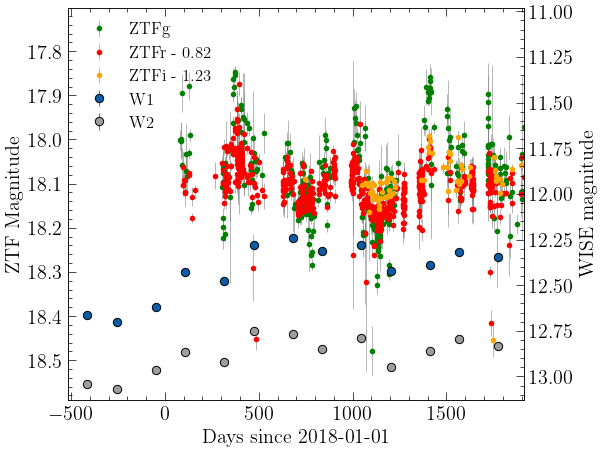 ZTFg
ZTFr - 0.82
ZTFi - 1.23
W1
W2
17.8
17.9
18.0
18.1
18.2
18.3
18.4
18.5
ZTF Magnitude
11.00
11.25
11.50
11.75
12.00
12.25
12.50
12.75
13.00
WISE magnitude
−500
0
500
1000
1500
Days since 2018-01-01